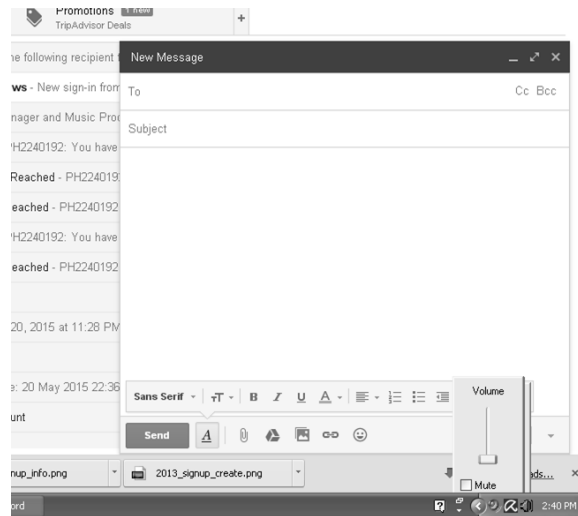 Promotions 1 new
TripAdvisor Deals
+
he following recipient
New Message
ws - New sign-in from
To
Cc Bcc
nager and Music Prod
Subject
PH2240192: You have
Reached - PH224019
eached - PH2240192
PH2240192: You have
eached - PH2240192
20, 2015 at 11:28 PM
e: 20 May 2015 22:36
Sans Serif
T
B I U A
Volume
unt
Send
A
nup_info.png
2013_signup_create.png
ads...
Mute
ord
2:40 PM